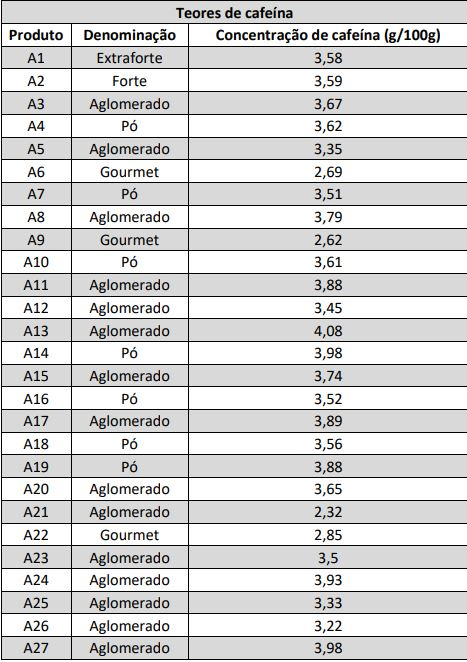 Teores de cafeína
Produto Denominação Concentração de cafeína (g/100g)
A1 Extraforte 3,58
A2 Forte 3,59
A3 Aglomerado 3,67
A4 Pó 3,62
A5 Aglomerado 3,35
A6 Gourmet 2,69
A7 Pó 3,51
A8 Aglomerado 3,79
A9 Gourmet 2,62
A10 Pó 3,61
A11 Aglomerado 3,88
A12 Aglomerado 3,45
A13 Aglomerado 4,08
A14 Pó 3,98
A15 Aglomerado 3,74
A16 Pó 3,52
A17 Aglomerado 3,89
A18 Pó 3,56
A19 Pó 3,88
A20 Aglomerado 3,65
A21 Aglomerado 2,32
A22 Gourmet 2,85
A23 Aglomerado 3,5
A24 Aglomerado 3,93
A25 Aglomerado 3,33
A26 Aglomerado 3,22
A27 Aglomerado 3,98